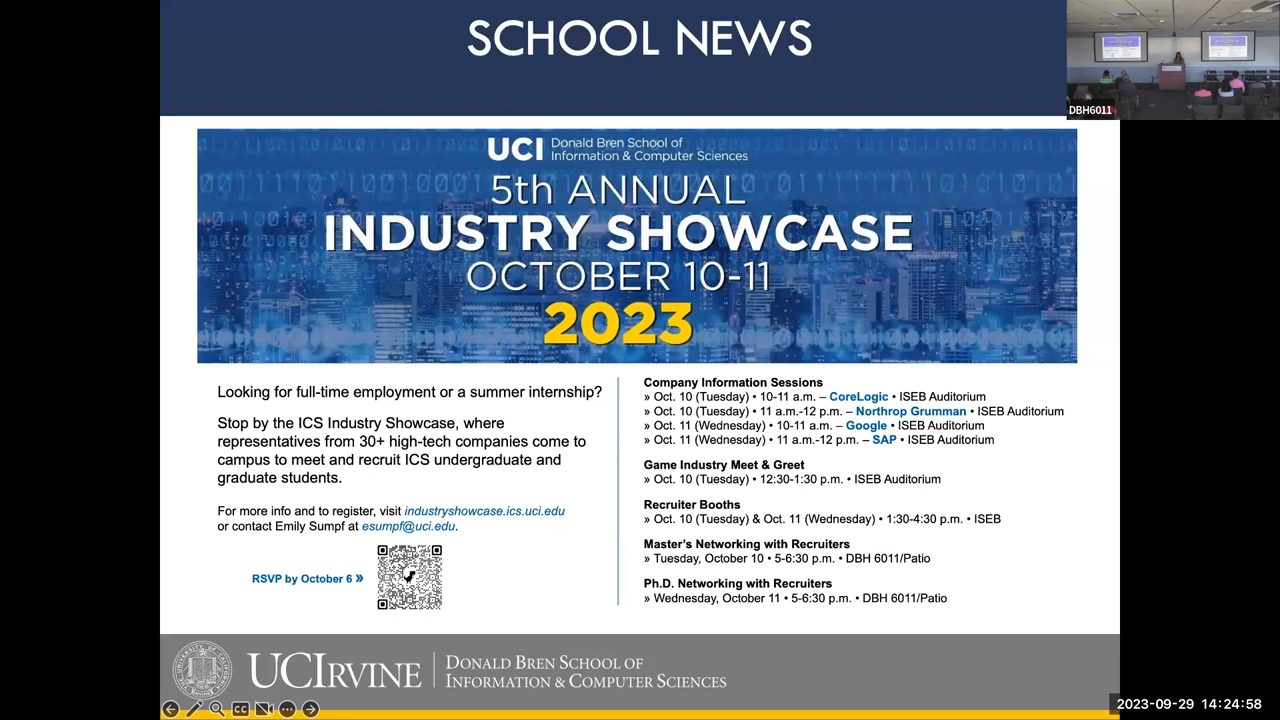 SCHOOL NEWS
DBH6011
UCI Donald Bren School of
Information & Computer Sciences
5th ANNUAL
INDUSTRY SHOWCASE
OCTOBER 10-11
2023
Looking for full-time employment or a summer internship?
Stop by the ICS Industry Showcase, where
representatives from 30+ high-tech companies come to
campus to meet and recruit ICS undergraduate and
graduate students.
For more info and to register, visit industryshowcase.ics.uci.edu
or contact Emily Sumpf at esumpf@uci.edu.
RSVP by October 6 »
Company Information Sessions
» Oct. 10 (Tuesday) • 10-11 a.m. – CoreLogic • ISEB Auditorium
» Oct. 10 (Tuesday) • 11 a.m.-12 p.m. – Northrop Grumman • ISEB Auditorium
» Oct. 11 (Wednesday) • 10-11 a.m. – Google • ISEB Auditorium
» Oct. 11 (Wednesday) • 11 a.m.-12 p.m. – SAP • ISEB Auditorium
Game Industry Meet & Greet
» Oct. 10 (Tuesday) • 12:30-1:30 p.m. • ISEB Auditorium
Recruiter Booths
» Oct. 10 (Tuesday) & Oct. 11 (Wednesday) • 1:30-4:30 p.m. • ISEB
Master's Networking with Recruiters
» Tuesday, October 10 • 5-6:30 p.m. • DBH 6011/Patio
Ph.D. Networking with Recruiters
» Wednesday, October 11 • 5-6:30 p.m. • DBH 6011/Patio
UCIRVINE
DONALD BREN SCHOOL OF
INFORMATION & COMPUTER SCIENCES
CC
2023-09-29 14:24:58